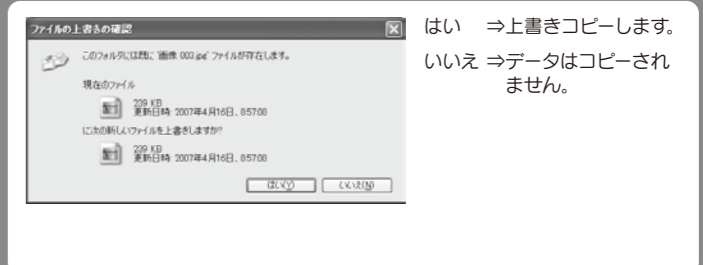 ファイルの上書きの確認
このフォルダには既に '画像 003.jpg' ファイルが存在します。
現在のファイル
239 KB
更新日時: 2007年4月16日、8:57:08
に次の新しいファイルを上書きしますか?
239 KB
更新日時: 2007年4月16日、8:57:08
はい(Y) いいえ(N)
はい ⇒上書きコピーします。
いいえ ⇒データはコピーされ
ません。